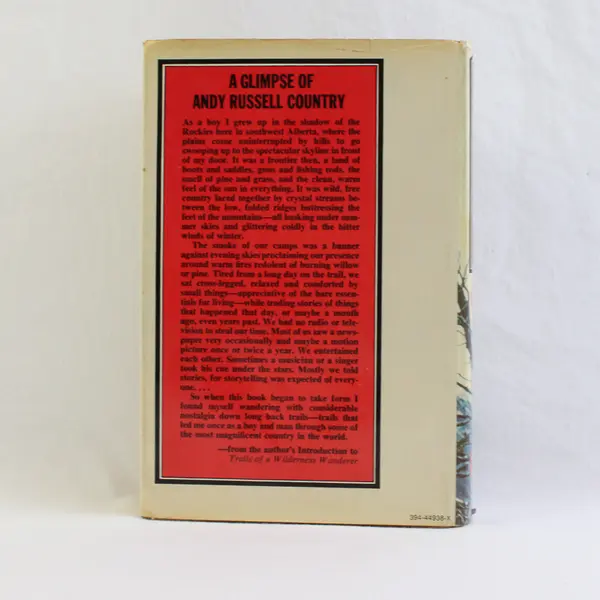 A GLIMPSE OF
ANDY RUSSELL COUNTRY
As a boy I grew up in the shadow of the
Rockies here in southwest Alberta, where the
plains came uninterrupted by hills to go
swooping up to the spectacular skyline in front
of my door. It was a frontier then, a land of
boots and saddles, guns and fishing rods, the
smell of pine and grass, and the clean, warm
feel of the sun in everything. It was wild, free
country laced together by crystal streams be-
tween the low, folded ridges buttressing the
feet of the mountains—all looking under sum-
mer skies and glittering coldly in the bitter
winds of winter.
The smoke of our camps was a banner
against evening skies proclaiming our presence
around warm fires redolent of burning willow
or pine. Tired from a long day on the trail, we
sat cross-legged, relaxed and comforted by
small things—appreciative of the bare essen-
tials for living—while trading stories of things
that happened that day, or maybe a month
ago, even years past. We had no radio or tele-
vision to steal our time. Most of us saw a news-
paper very occasionally and maybe a motion
picture once or twice a year. We entertained
each other. Sometimes a musician or a singer
took his cue under the stars. Mostly we told
stories, for storytelling was expected of every-
one. . . .
So when this book began to take form I
found myself wandering with considerable
nostalgia down long back trails—trails that
led me once as a boy and man through some of
the most magnificent country in the world.
—from the author's Introduction to
Trails of a Wilderness Wanderer
394-44938-X